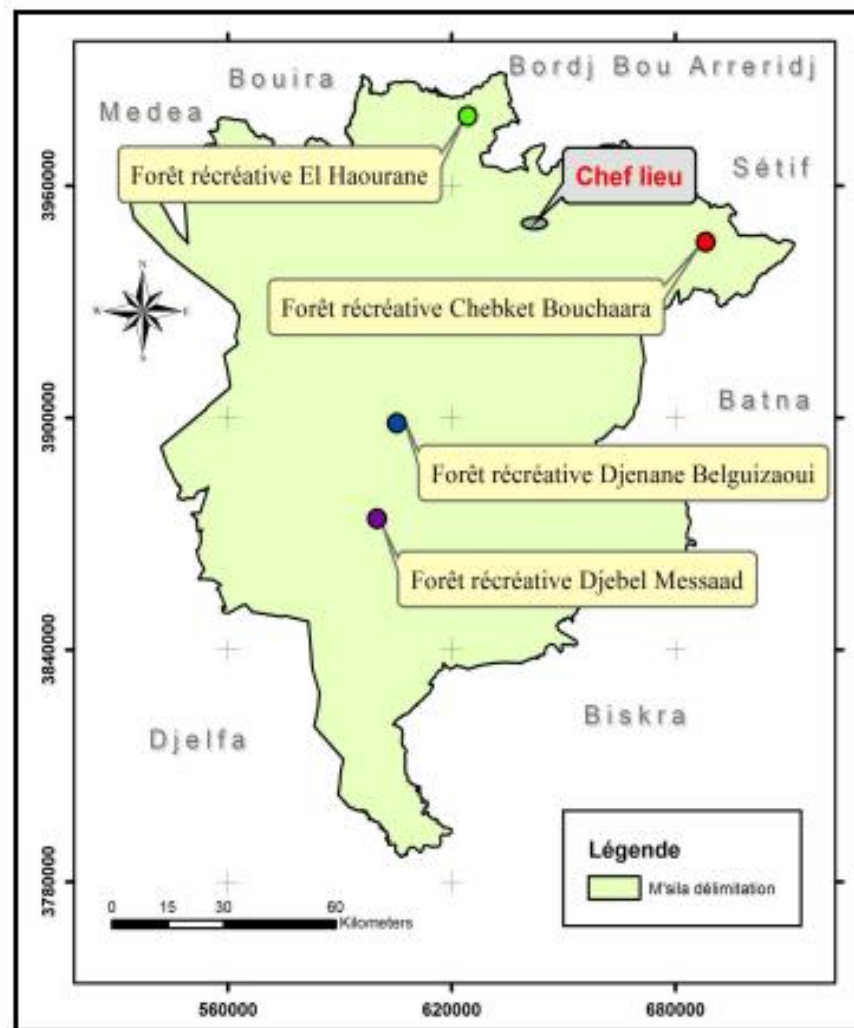 Bouira
Bordj Bou Arreridj
Medea
Forêt récréative El Haourane
Chef lieu
Sétif
Forêt récréative Chebket Bouchaara
N
W
E
S
Batna
Forêt récréative Djenane Belguizaoui
Forêt récréative Djebel Messaad
Djelfa
Biskra
Légende
M'sila délimitation
0 15 30 60
Kilometers
3960000
3900000
3840000
3780000
560000 620000 680000